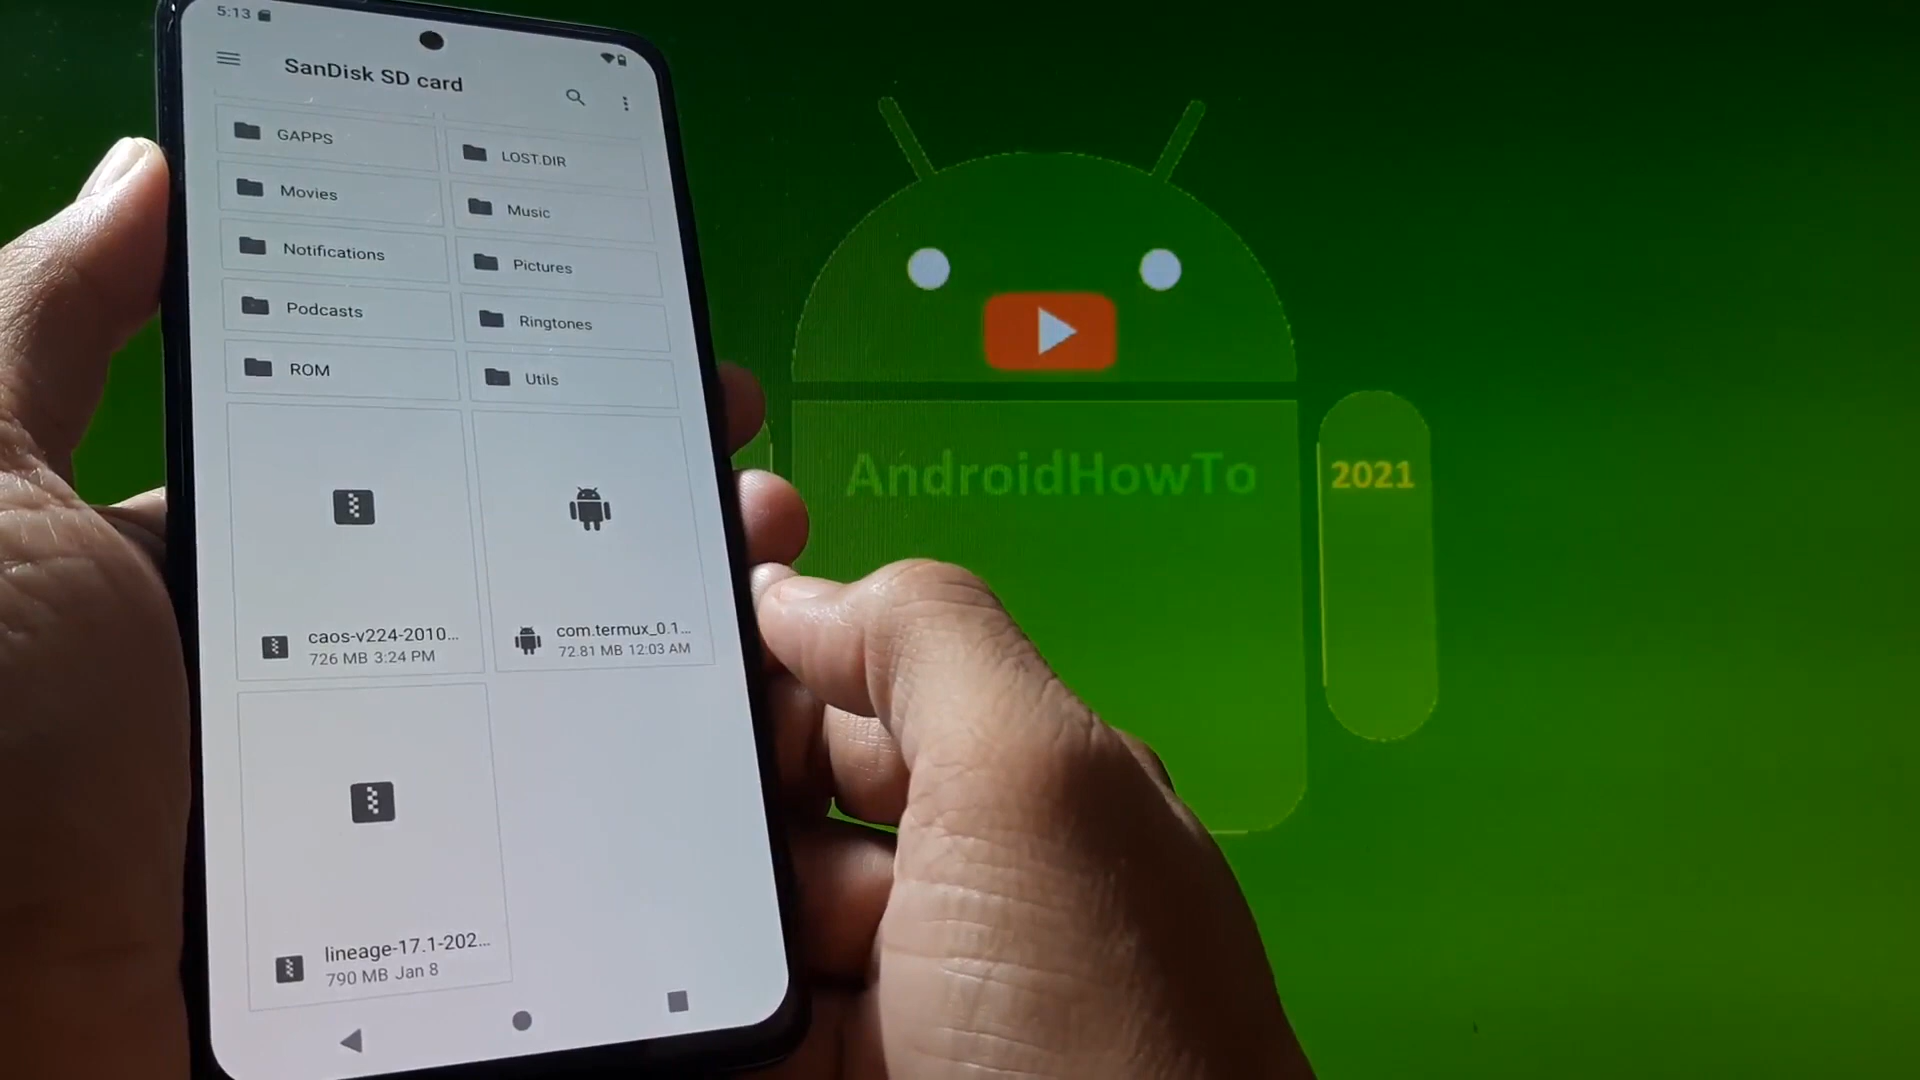 5:13
SanDisk SD card
GAPPS
LOST.DIR
Movies
Music
Notifications
Pictures
Podcasts
Ringtones
ROM
Utils
caos-v224-2010...
726 MB 3:24 PM
com.termux_0.1...
72.81 MB 12:03 AM
lineage-17.1-202...
790 MB Jan 8
AndroidHowTo
2021